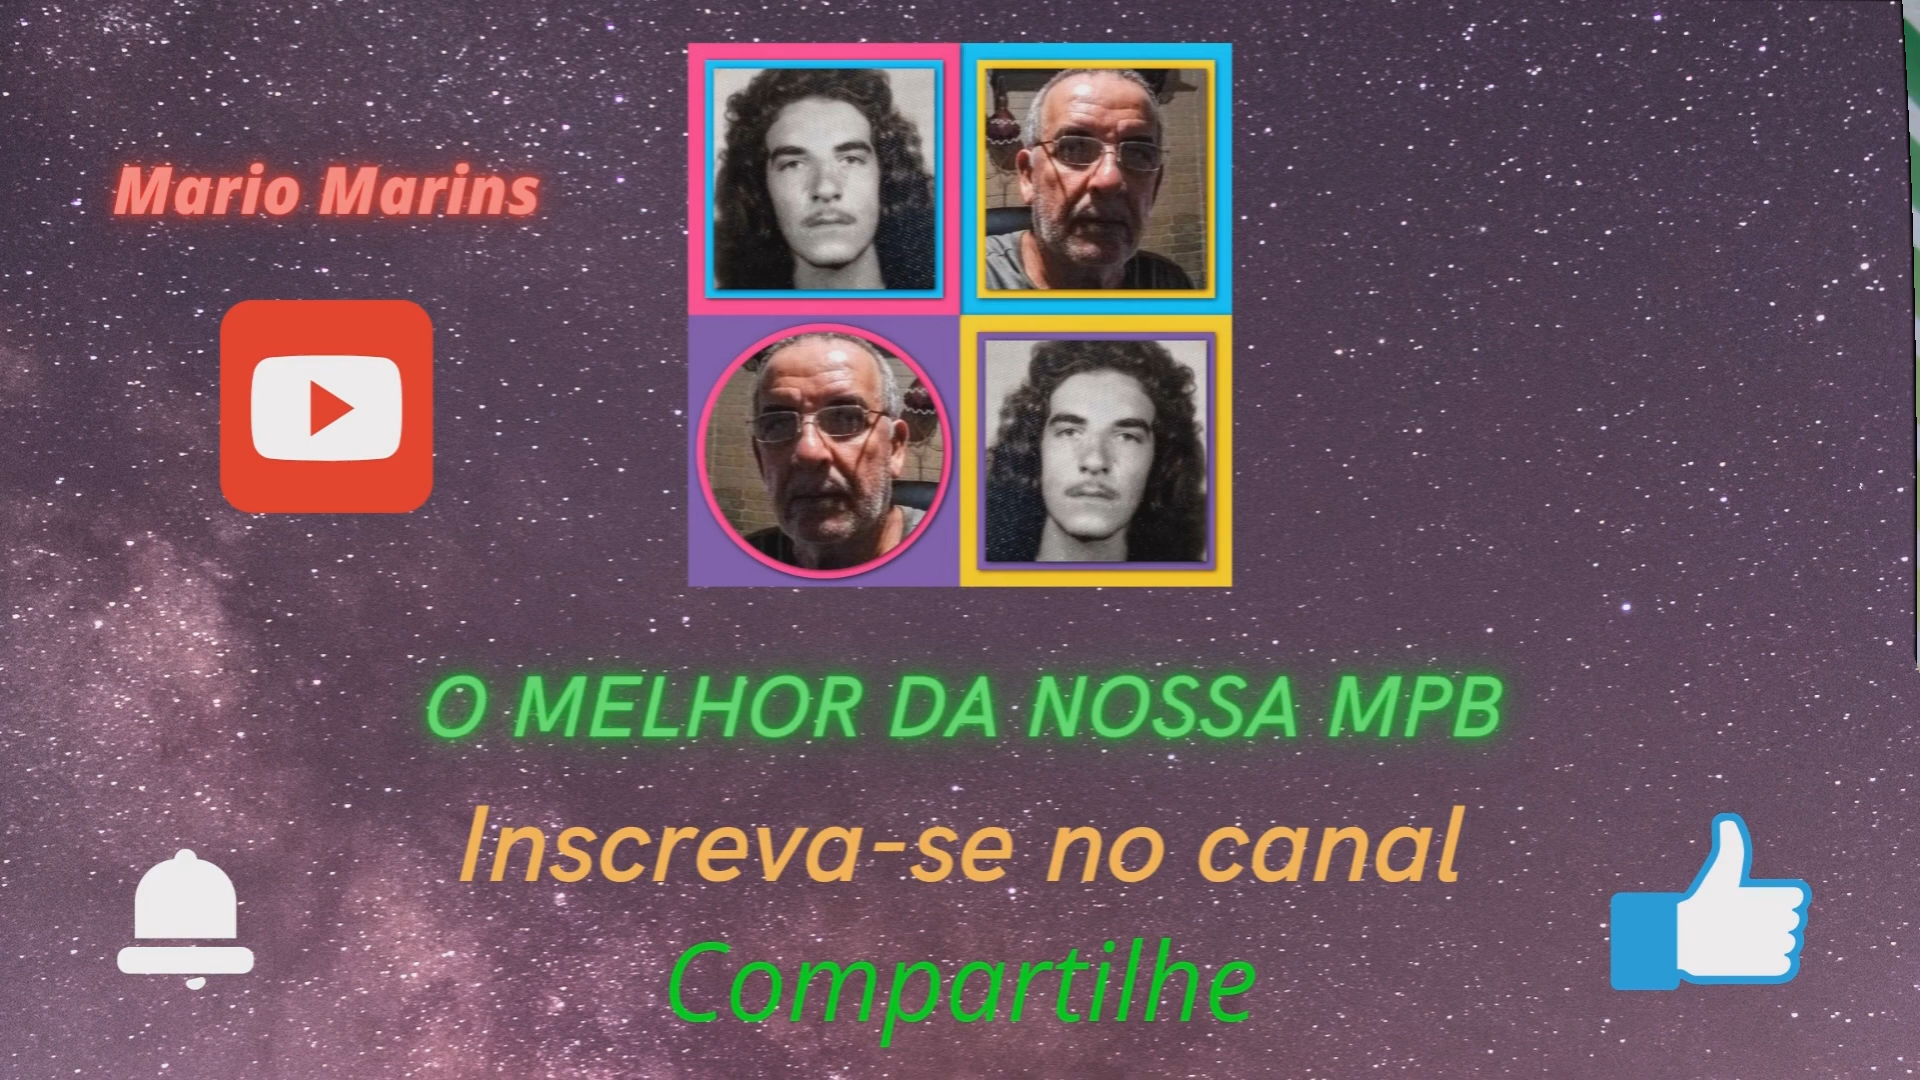 Mario Marins
O MELHOR DA NOSSA MPB
Inscreva-se no canal
Compartilhe